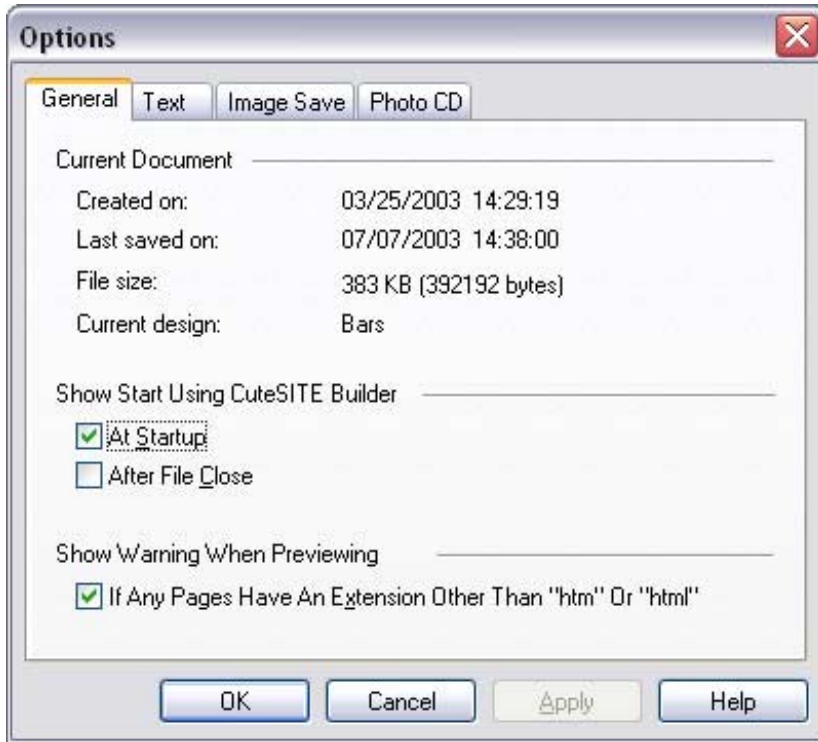 Options
General Text Image Save Photo CD
Current Document
Created on: 03/25/2003 14:29:19
Last saved on: 07/07/2003 14:38:00
File size: 383 KB (392192 bytes)
Current design: Bars
Show Start Using CuteSITE Builder
At Startup
After File Close
Show Warning When Previewing
If Any Pages Have An Extension Other Than "htm" Or "html"
OK Cancel Apply Help